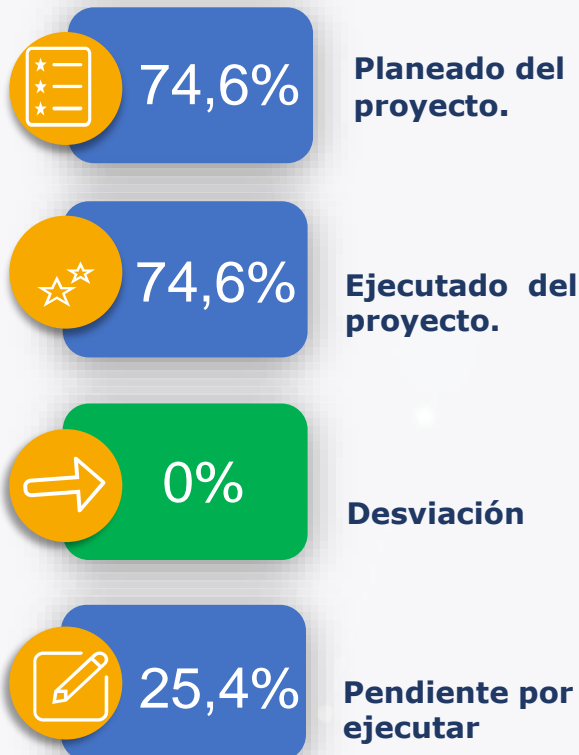 74,6%
Planeado del
proyecto.
74,6%
Ejecutado del
proyecto.
0%
Desviación
25,4%
Pendiente por
ejecutar